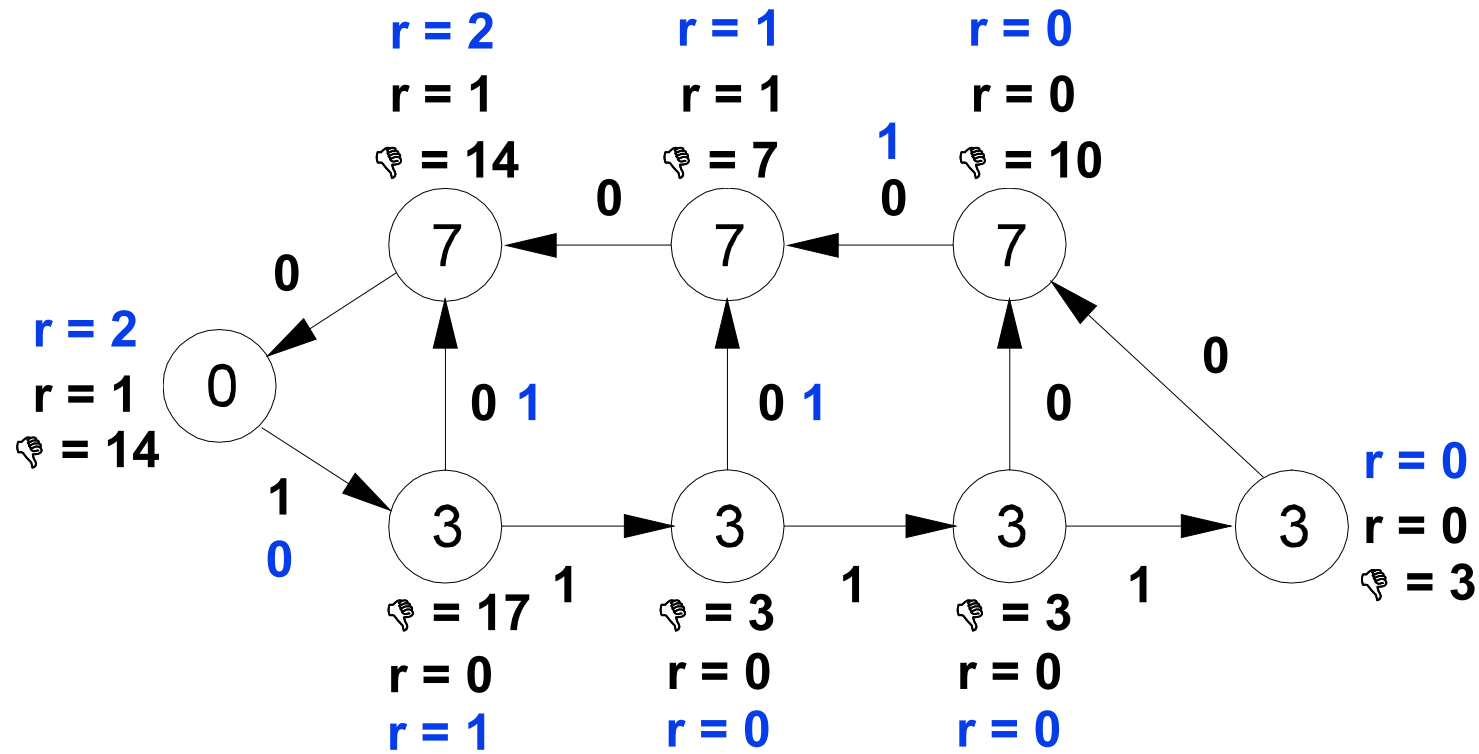 r = 2
r = 1
r = 0
r = 1
r = 1
r = 0
👎 = 14
👎 = 7
1
👎 = 10
0
0
7
7
7
0
r = 2
r = 1
👎 = 14
0
0
0 1
0 1
0
1
0
3
3
3
3
r = 0
r = 0
👎 = 3
👎 = 17
1
👎 = 3
1
👎 = 3
1
r = 0
r = 0
r = 0
r = 1
r = 0
r = 0